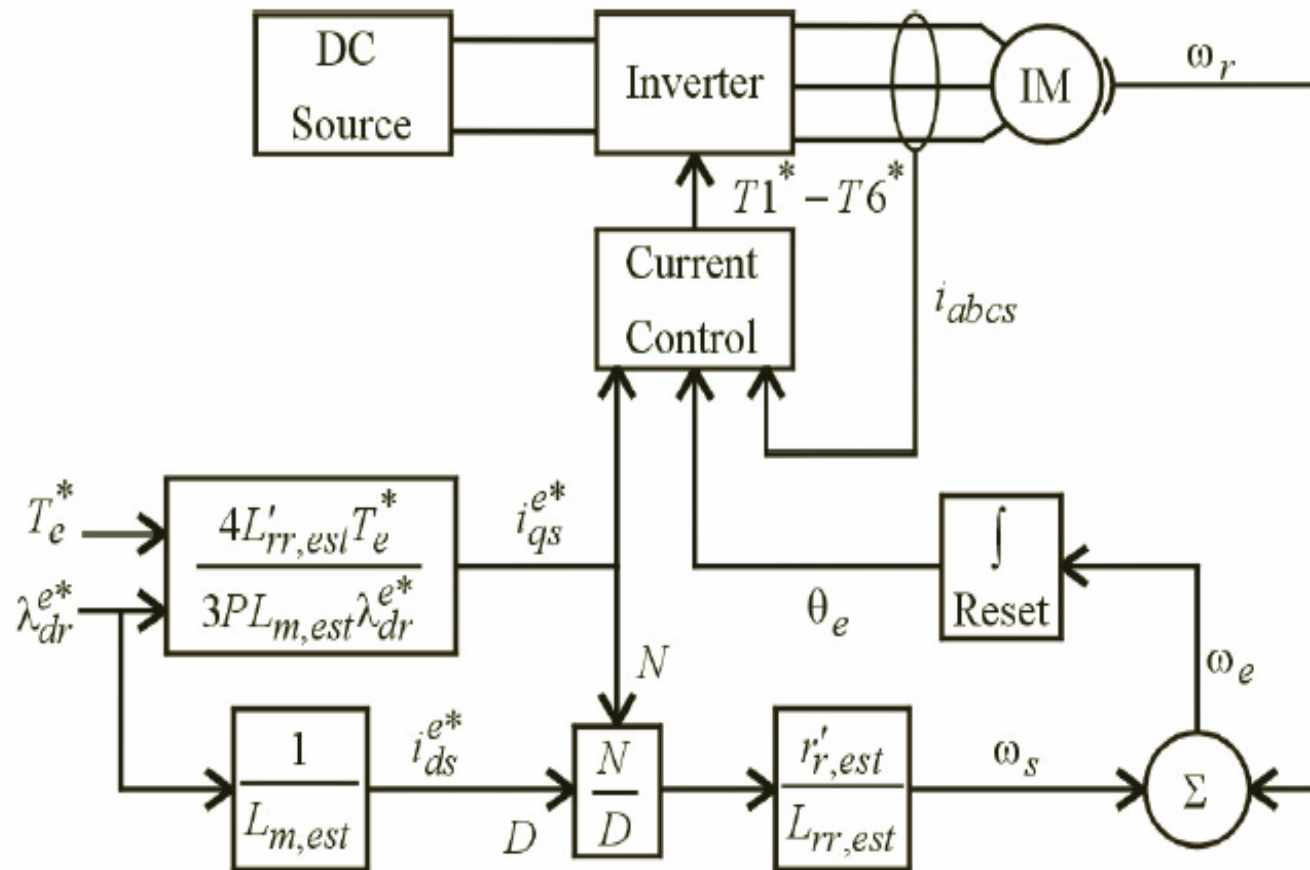 DC
Source
Inverter
IM
ω_r
T1* − T6*
Current
Control
i_abcs
T_e*
4L'_rr,est T_e*
3PL_m,est λ_dr^e*
i_qs^e*
λ_dr^e*
∫
Reset
θ_e
ω_e
N
1
L_m,est
i_ds^e*
D
N
D
r'_r,est
L_rr,est
ω_s
Σ